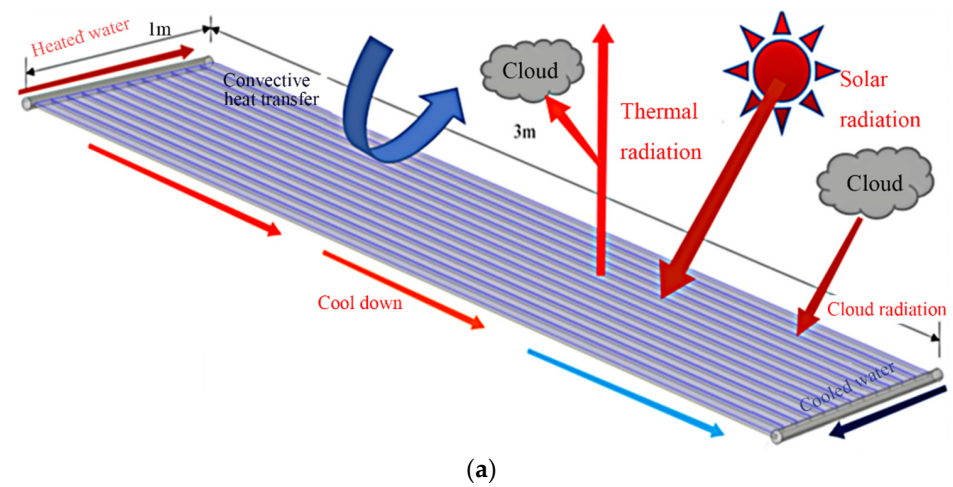 Heated water
1m
Convective
heat transfer
Cloud
3m
Thermal
radiation
Solar
radiation
Cloud
Cool down
Cloud radiation
Cooled water
(a)